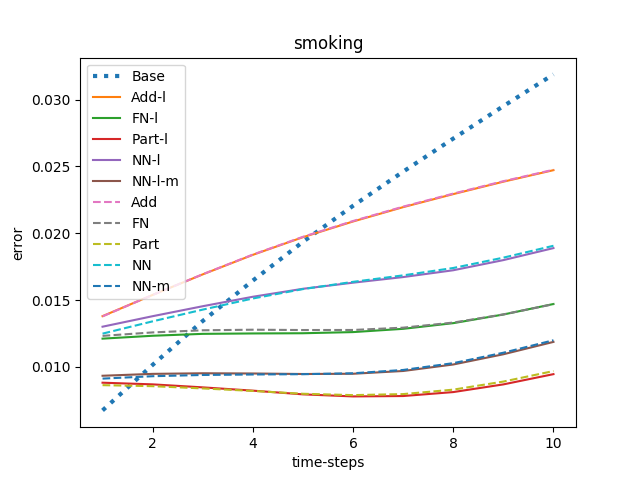 smoking
Base
Add-l
FN-l
Part-l
NN-l
NN-l-m
Add
FN
Part
NN
NN-m
0.030
0.025
0.020
0.015
0.010
error
2 4 6 8 10
time-steps